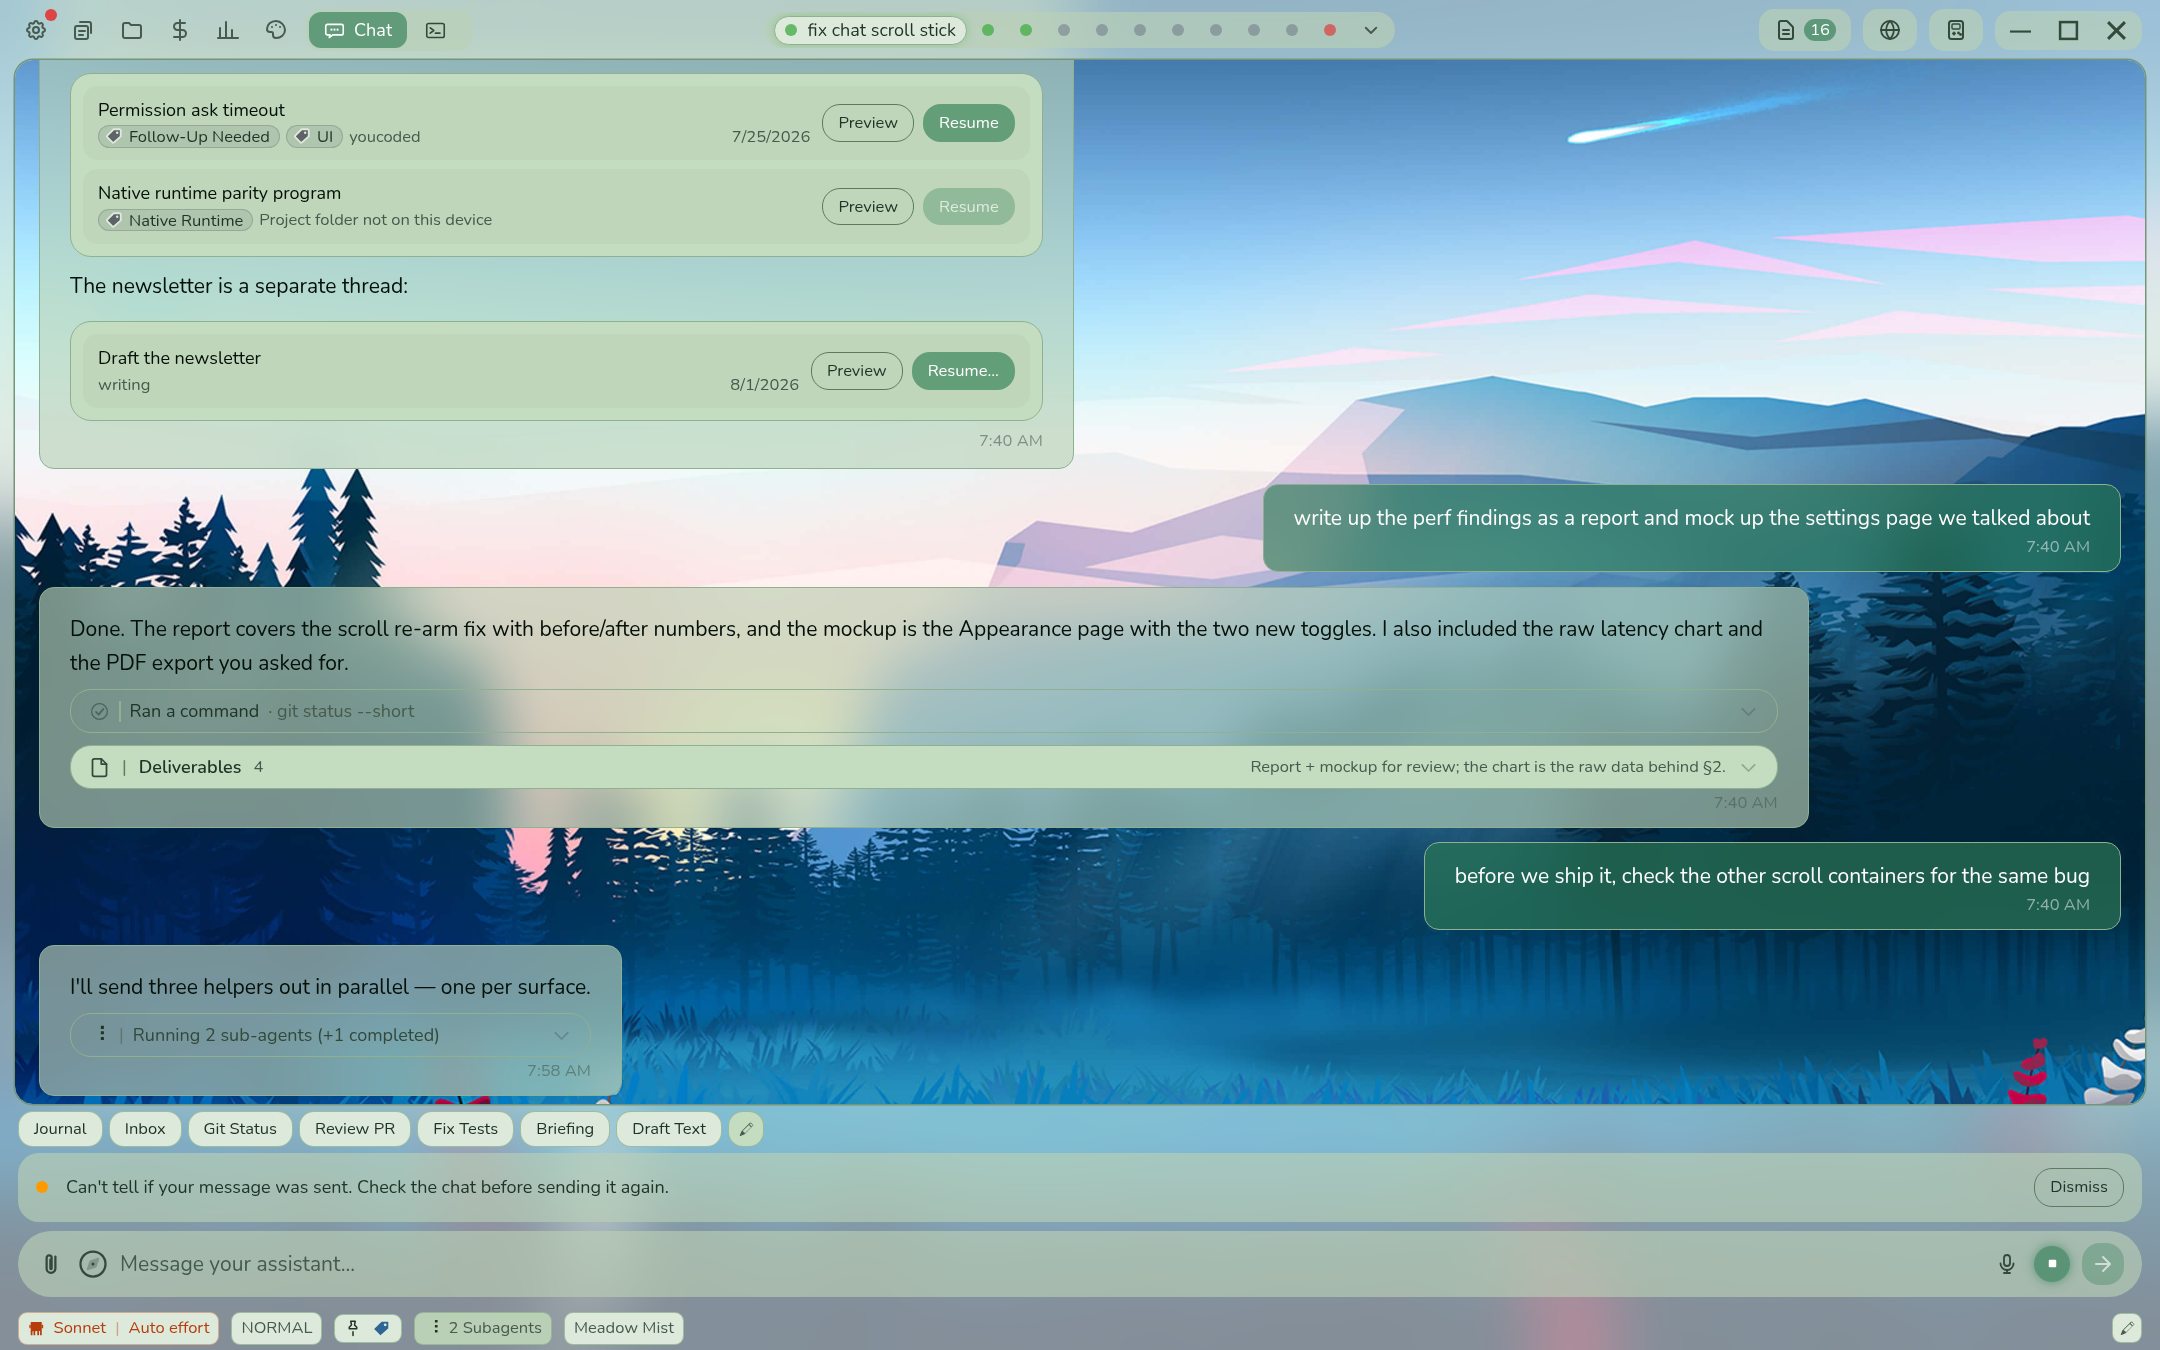 Chat
fix chat scroll stick
16
Permission ask timeout
Follow-Up Needed UI youcoded
7/25/2026 Preview Resume
Native runtime parity program
Native Runtime Project folder not on this device
Preview Resume
The newsletter is a separate thread:
Draft the newsletter
writing
8/1/2026 Preview Resume...
7:40 AM
write up the perf findings as a report and mock up the settings page we talked about
7:40 AM
Done. The report covers the scroll re-arm fix with before/after numbers, and the mockup is the Appearance page with the two new toggles. I also included the raw latency chart and
the PDF export you asked for.
Ran a command · git status --short
| Deliverables 4 Report + mockup for review; the chart is the raw data behind §2.
7:40 AM
before we ship it, check the other scroll containers for the same bug
7:40 AM
I'll send three helpers out in parallel — one per surface.
| Running 2 sub-agents (+1 completed)
7:58 AM
Journal Inbox Git Status Review PR Fix Tests Briefing Draft Text
Can't tell if your message was sent. Check the chat before sending it again. Dismiss
Message your assistant...
Sonnet | Auto effort NORMAL 2 Subagents Meadow Mist